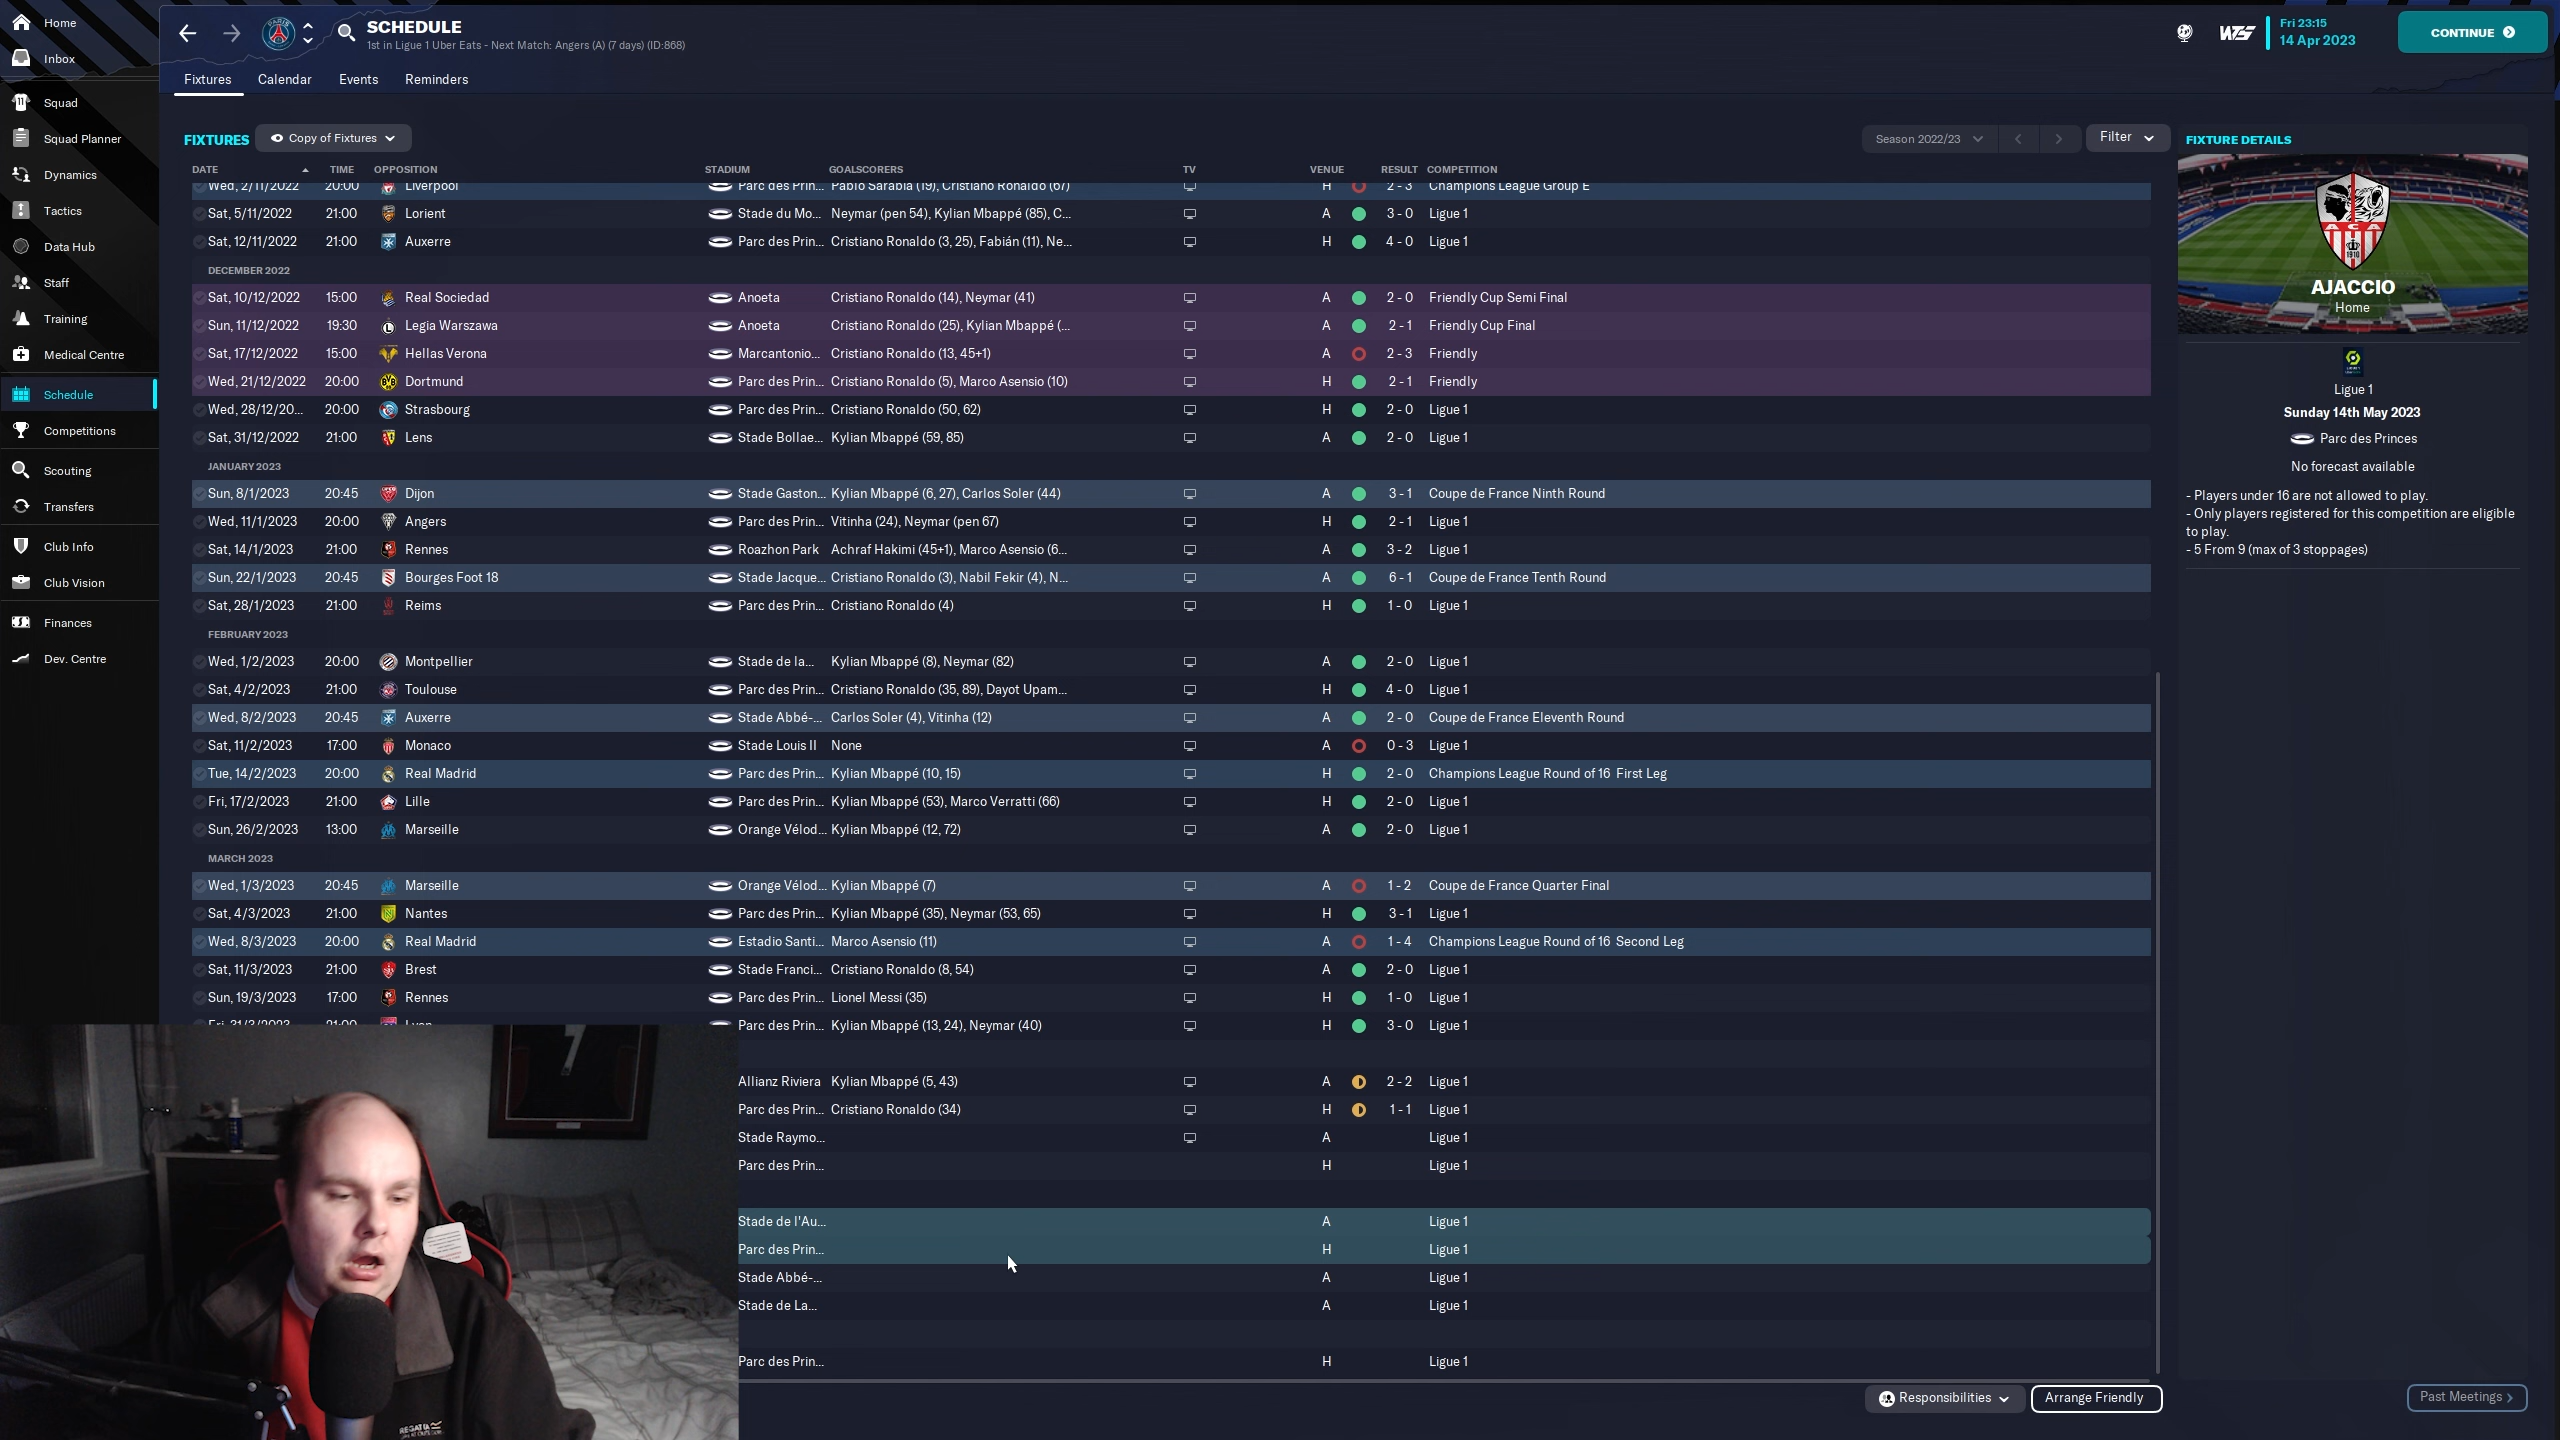 Home
Inbox
Squad
Squad Planner
Dynamics
Tactics
Data Hub
Staff
Training
Medical Centre
Schedule
Competitions
Scouting
Transfers
Club Info
Club Vision
Finances
Dev. Centre
SCHEDULE
1st in Ligue 1 Uber Eats - Next Match: Angers (A) (7 days) (ID:868)
Fri 23:15
14 Apr 2023
CONTINUE
Fixtures Calendar Events Reminders
FIXTURES Copy of Fixtures Season 2022/23 Filter
DATE TIME OPPOSITION STADIUM GOALSCORERS TV VENUE RESULT COMPETITION
Wed, 2/11/2022 20:00 Liverpool Parc des Prin... Pablo Sarabia (19), Cristiano Ronaldo (67) H 2 - 3 Champions League Group E
Sat, 5/11/2022 21:00 Lorient Stade du Mo... Neymar (pen 54), Kylian Mbappé (85), C... A 3 - 0 Ligue 1
Sat, 12/11/2022 21:00 Auxerre Parc des Prin... Cristiano Ronaldo (3, 25), Fabián (11), Ne... H 4 - 0 Ligue 1
DECEMBER 2022
Sat, 10/12/2022 15:00 Real Sociedad Anoeta Cristiano Ronaldo (14), Neymar (41) A 2 - 0 Friendly Cup Semi Final
Sun, 11/12/2022 19:30 Legia Warszawa Anoeta Cristiano Ronaldo (25), Kylian Mbappé (... A 2 - 1 Friendly Cup Final
Sat, 17/12/2022 15:00 Hellas Verona Marcantonio... Cristiano Ronaldo (13, 45+1) A 2 - 3 Friendly
Wed, 21/12/2022 20:00 Dortmund Parc des Prin... Cristiano Ronaldo (5), Marco Asensio (10) H 2 - 1 Friendly
Wed, 28/12/20... 20:00 Strasbourg Parc des Prin... Cristiano Ronaldo (50, 62) H 2 - 0 Ligue 1
Sat, 31/12/2022 21:00 Lens Stade Bollae... Kylian Mbappé (59, 85) A 2 - 0 Ligue 1
JANUARY 2023
Sun, 8/1/2023 20:45 Dijon Stade Gaston... Kylian Mbappé (6, 27), Carlos Soler (44) A 3 - 1 Coupe de France Ninth Round
Wed, 11/1/2023 20:00 Angers Parc des Prin... Vitinha (24), Neymar (pen 67) H 2 - 1 Ligue 1
Sat, 14/1/2023 21:00 Rennes Roazhon Park Achraf Hakimi (45+1), Marco Asensio (6... A 3 - 2 Ligue 1
Sun, 22/1/2023 20:45 Bourges Foot 18 Stade Jacque... Cristiano Ronaldo (3), Nabil Fekir (4), N... A 6 - 1 Coupe de France Tenth Round
Sat, 28/1/2023 21:00 Reims Parc des Prin... Cristiano Ronaldo (4) H 1 - 0 Ligue 1
FEBRUARY 2023
Wed, 1/2/2023 20:00 Montpellier Stade de la... Kylian Mbappé (8), Neymar (82) A 2 - 0 Ligue 1
Sat, 4/2/2023 21:00 Toulouse Parc des Prin... Cristiano Ronaldo (35, 89), Dayot Upam... H 4 - 0 Ligue 1
Wed, 8/2/2023 20:45 Auxerre Stade Abbé-... Carlos Soler (4), Vitinha (12) A 2 - 0 Coupe de France Eleventh Round
Sat, 11/2/2023 17:00 Monaco Stade Louis II None A 0 - 3 Ligue 1
Tue, 14/2/2023 20:00 Real Madrid Parc des Prin... Kylian Mbappé (10, 15) H 2 - 0 Champions League Round of 16 First Leg
Fri, 17/2/2023 21:00 Lille Parc des Prin... Kylian Mbappé (53), Marco Verratti (66) H 2 - 0 Ligue 1
Sun, 26/2/2023 13:00 Marseille Orange Vélod... Kylian Mbappé (12, 72) A 2 - 0 Ligue 1
MARCH 2023
Wed, 1/3/2023 20:45 Marseille Orange Vélod... Kylian Mbappé (7) A 1 - 2 Coupe de France Quarter Final
Sat, 4/3/2023 21:00 Nantes Parc des Prin... Kylian Mbappé (35), Neymar (53, 65) H 3 - 1 Ligue 1
Wed, 8/3/2023 20:00 Real Madrid Estadio Santi... Marco Asensio (11) A 1 - 4 Champions League Round of 16 Second Leg
Sat, 11/3/2023 21:00 Brest Stade Franci... Cristiano Ronaldo (8, 54) A 2 - 0 Ligue 1
Sun, 19/3/2023 17:00 Rennes Parc des Prin... Lionel Messi (35) H 1 - 0 Ligue 1
Fri, 31/3/2023 21:00 Lyon Parc des Prin... Kylian Mbappé (13, 24), Neymar (40) H 3 - 0 Ligue 1
Allianz Riviera Kylian Mbappé (5, 43) A 2 - 2 Ligue 1
Parc des Prin... Cristiano Ronaldo (34) H 1 - 1 Ligue 1
Stade Raymo... A Ligue 1
Parc des Prin... H Ligue 1
Stade de l'Au... A Ligue 1
Parc des Prin... H Ligue 1
Stade Abbé-... A Ligue 1
Stade de La... A Ligue 1
Parc des Prin... H Ligue 1
Responsibilities Arrange Friendly
FIXTURE DETAILS
ACA
1910
AJACCIO
Home
Ligue 1
Sunday 14th May 2023
Parc des Princes
No forecast available
- Players under 16 are not allowed to play.
- Only players registered for this competition are eligible
to play.
- 5 From 9 (max of 3 stoppages)
Past Meetings
REGATTA
7